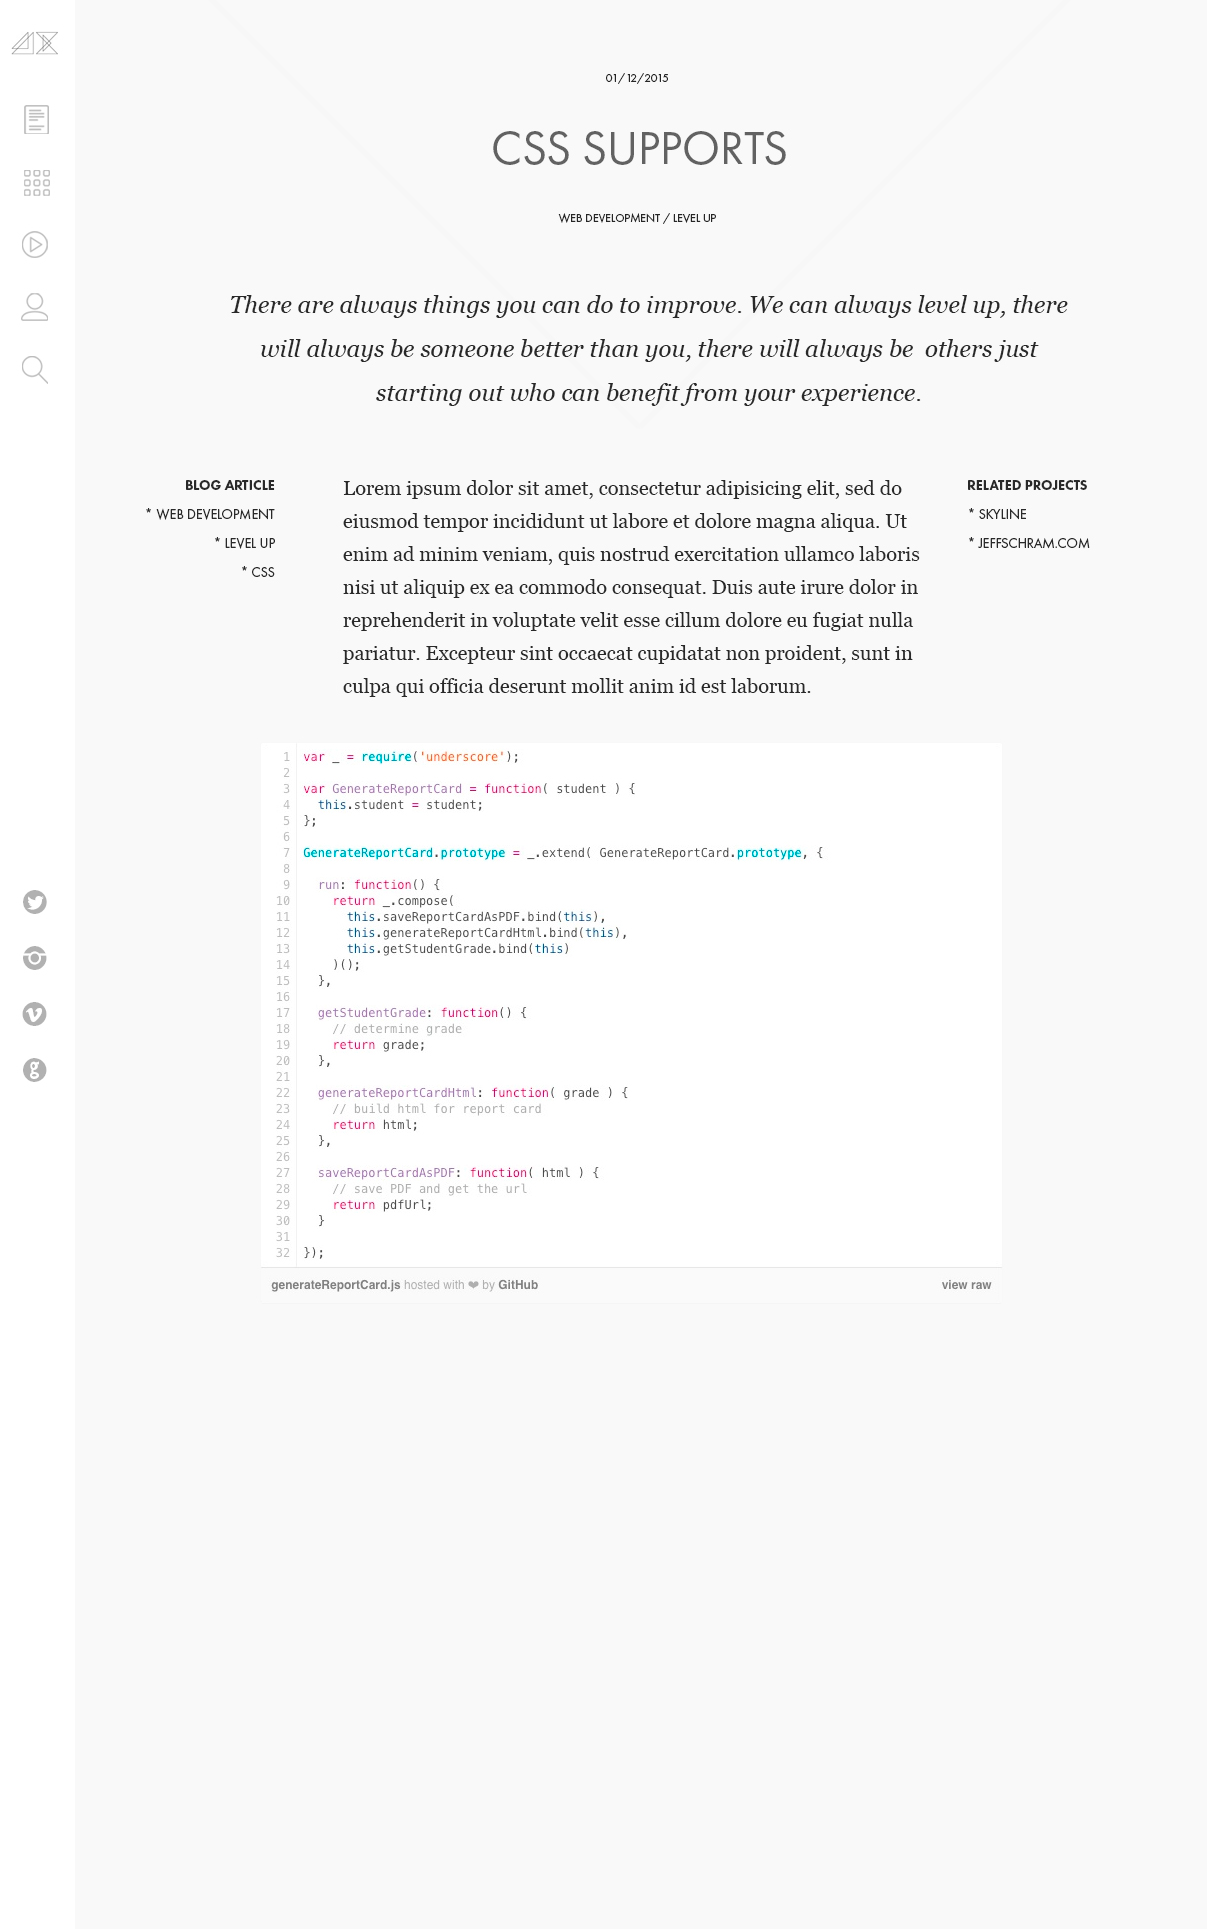 01/12/2015
CSS SUPPORTS
WEB DEVELOPMENT / LEVEL UP
There are always things you can do to improve. We can always level up, there
will always be someone better than you, there will always be  others just
starting out who can benefit from your experience.
BLOG ARTICLE
* WEB DEVELOPMENT
* LEVEL UP
* CSS
Lorem ipsum dolor sit amet, consectetur adipisicing elit, sed do
eiusmod tempor incididunt ut labore et dolore magna aliqua. Ut
enim ad minim veniam, quis nostrud exercitation ullamco laboris
nisi ut aliquip ex ea commodo consequat. Duis aute irure dolor in
reprehenderit in voluptate velit esse cillum dolore eu fugiat nulla
pariatur. Excepteur sint occaecat cupidatat non proident, sunt in
culpa qui officia deserunt mollit anim id est laborum.
RELATED PROJECTS
* SKYLINE
* JEFFSCHRAM.COM
1 var _ = require('underscore');
2
3 var GenerateReportCard = function( student ) {
4   this.student = student;
5 };
6
7 GenerateReportCard.prototype = _.extend( GenerateReportCard.prototype, {
8
9   run: function() {
10     return _.compose(
11       this.saveReportCardAsPDF.bind(this),
12       this.generateReportCardHtml.bind(this),
13       this.getStudentGrade.bind(this)
14     )();
15   },
16
17   getStudentGrade: function() {
18     // determine grade
19     return grade;
20   },
21
22   generateReportCardHtml: function( grade ) {
23     // build html for report card
24     return html;
25   },
26
27   saveReportCardAsPDF: function( html ) {
28     // save PDF and get the url
29     return pdfUrl;
30   }
31
32 });
generateReportCard.js hosted with ❤ by GitHub
view raw